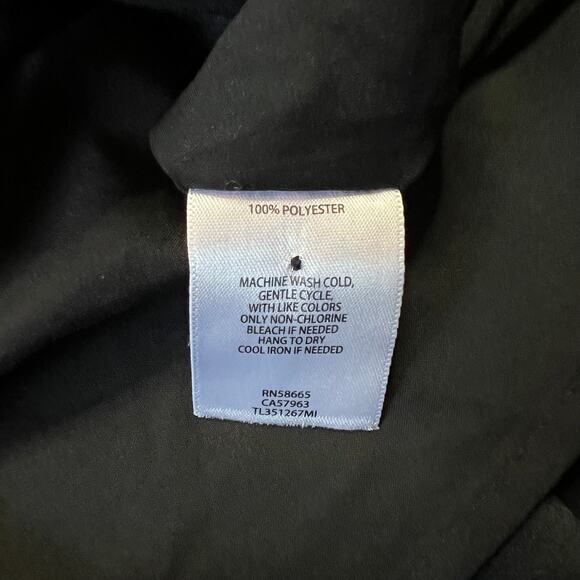 100% POLYESTER
MACHINE WASH COLD,
GENTLE CYCLE,
WITH LIKE COLORS
ONLY NON-CHLORINE
BLEACH IF NEEDED
HANG TO DRY
COOL IRON IF NEEDED
RN58665
CA57963
TL351267MI